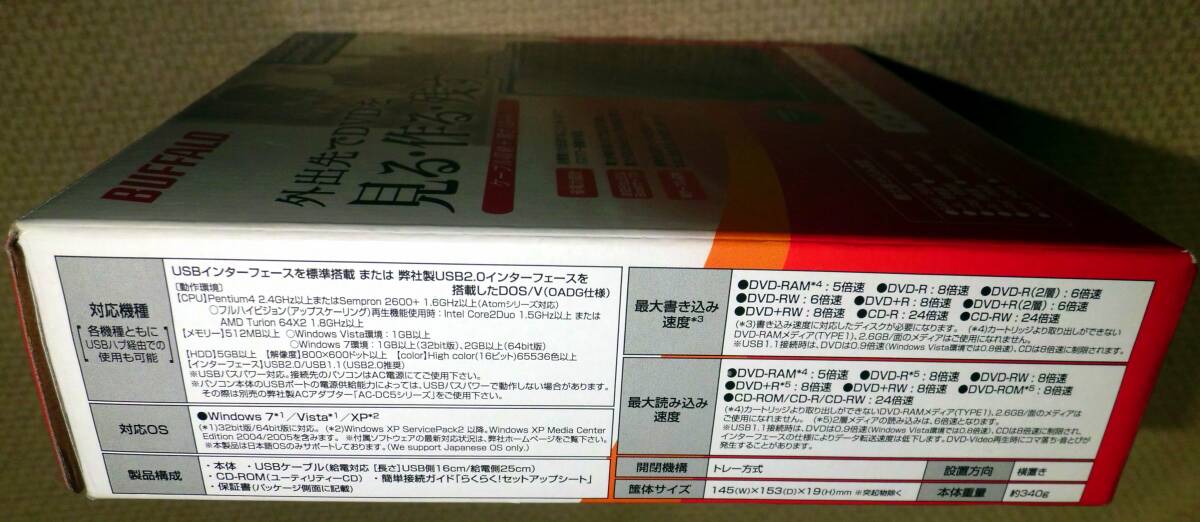 BUFFALO
外出先でDVDを
見る・作る・残す
対応機種
各機種ともに
USBハブ経由での
使用も可能
USBインターフェースを標準搭載 または 弊社製USB2.0インターフェースを
搭載したDOS/V(OADG仕様)
[動作環境]
【CPU】Pentium4 2.4GHz以上またはSempron 2600+ 1.6GHz以上(Atomシリーズ対応)
○フルハイビジョン(アップスケーリング)再生機能使用時：Intel Core2Duo 1.5GHz以上 または
AMD Turion 64X2 1.8GHz以上
【メモリー】512MB以上 ○Windows Vista環境：1GB以上
○Windows 7環境：1GB以上(32bit版)、2GB以上(64bit版)
【HDD】5GB以上 【解像度】800×600ドット以上 【color】High color(16ビット)65536色以上
【インターフェース】USB2.0/USB1.1(USB2.0推奨)
※USBバスパワー対応。接続先のパソコンはAC電源にてご使用下さい。
※パソコン本体のUSBポートの電源供給能力によっては、USBバスパワーで動作しない場合があります。
その際は別売の弊社製ACアダプター「AC-DC5シリーズ」をご使用下さい。
対応OS
●Windows 7*1／Vista*1／XP*2
(*1)32bit版/64bit版に対応。 (*2)Windows XP ServicePack2 以降。Windows XP Media Center
Edition 2004/2005を含みます。 ※付属ソフトウェアの最新対応状況は、弊社ホームページをご覧下さい。
※本製品は日本語OSのみサポートしております。(We support Japanese OS only.)
製品構成
・本体 ・USBケーブル(給電対応 [長さ]USB側16cm/給電側25cm)
・CD-ROM(ユーティリティーCD) ・簡単接続ガイド「らくらく!セットアップシート」
・保証書(パッケージ側面に記載)
最大書き込み
速度*3
●DVD-RAM*4：5倍速 ●DVD-R：8倍速 ●DVD-R(2層)：6倍速
●DVD-RW：6倍速 ●DVD+R：8倍速 ●DVD+R(2層)：6倍速
●DVD+RW：8倍速 ●CD-R：24倍速 ●CD-RW：24倍速
(*3)書き込み速度に対応したディスクが必要になります。 (*4)カートリッジより取り出しができない
DVD-RAMメディア(TYPE1)、2.6GB/面のメディアはご使用になれません。
※USB1.1接続時は、DVDは0.9倍速(Windows Vista環境では0.8倍速)、CDは8倍速に制限されます。
最大読み込み
速度
●DVD-RAM*4：5倍速 ●DVD-R*5：8倍速 ●DVD-RW：8倍速
●DVD+R*5：8倍速 ●DVD+RW：8倍速 ●DVD-ROM*5：8倍速
●CD-ROM/CD-R/CD-RW：24倍速
(*4)カートリッジより取り出しができないDVD-RAMメディア(TYPE1)、2.6GB/面のメディアは
ご使用になれません。 (*5)2層メディアの読み込みは、6倍速となります。
※USB1.1接続時は、DVDは0.9倍速(Windows Vista環境では0.8倍速)、CDは8倍速に制限され、
インターフェースの仕様によりデータ転送速度は低下します。DVD-Video再生時にコマ落ち・音とびが
発生することがあります。
開閉機構
トレー方式
設置方向
横置き
筐体サイズ
145(W)×153(D)×19(H)mm ※突起物除く
本体重量
約340g